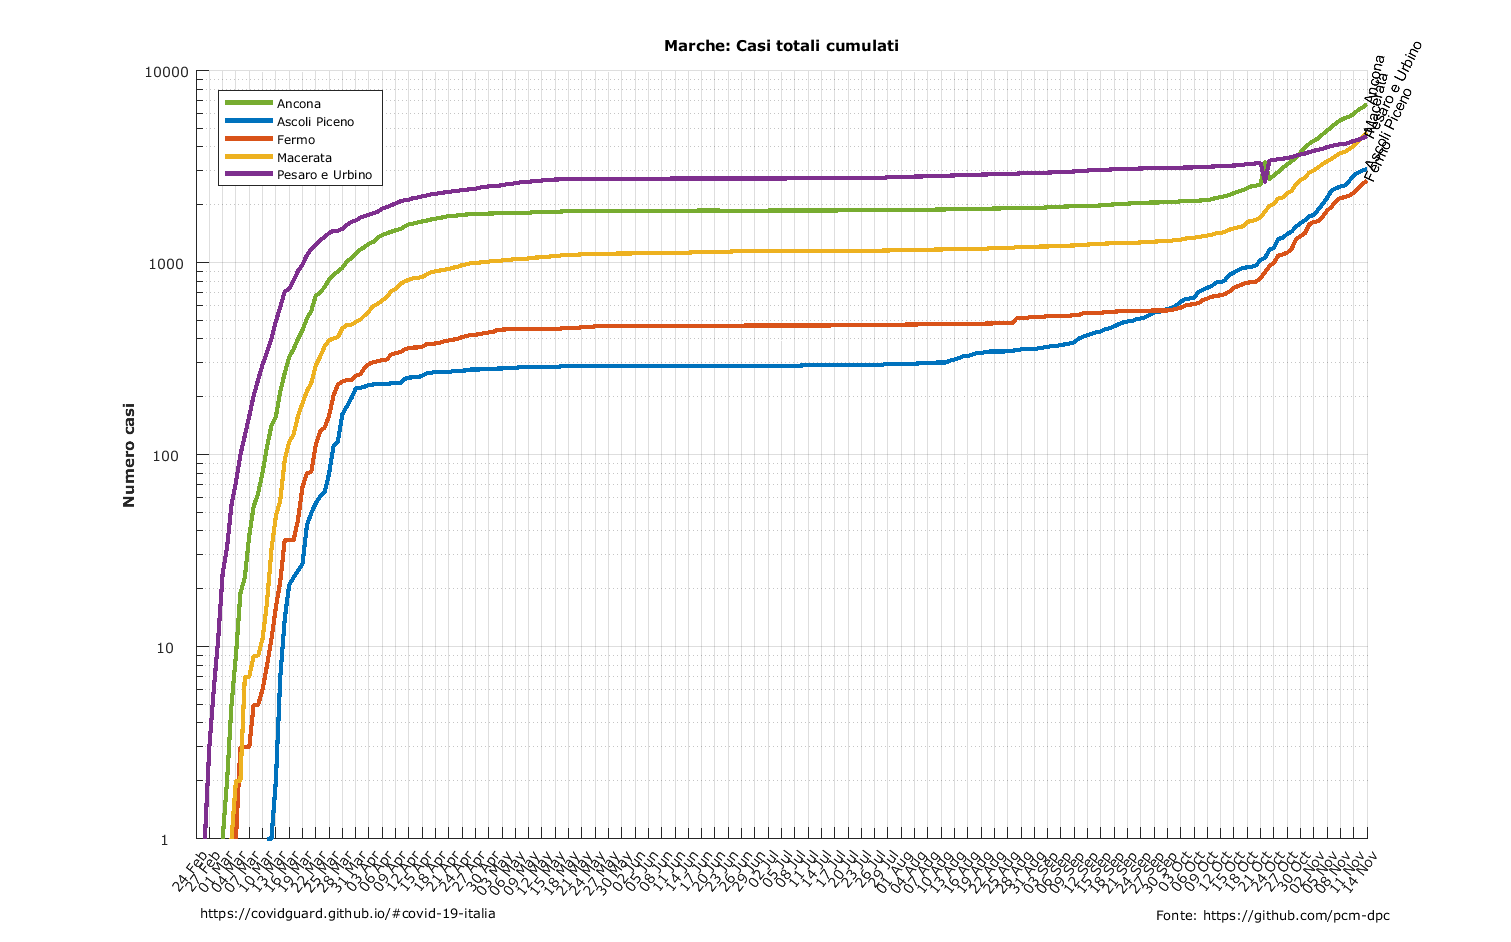 Marche: Casi totali cumulati
Numero casi
10000
1000
100
10
1
Ancona
Ascoli Piceno
Fermo
Macerata
Pesaro e Urbino
Ancona
Macerata
Pesaro e Urbino
Ascoli Piceno
Fermo
24 Feb
27 Feb
01 Mar
04 Mar
07 Mar
10 Mar
13 Mar
16 Mar
19 Mar
22 Mar
25 Mar
28 Mar
31 Mar
03 Apr
06 Apr
09 Apr
12 Apr
15 Apr
18 Apr
21 Apr
24 Apr
27 Apr
30 Apr
03 May
06 May
09 May
12 May
15 May
18 May
21 May
24 May
27 May
30 May
02 Jun
05 Jun
08 Jun
11 Jun
14 Jun
17 Jun
20 Jun
23 Jun
26 Jun
29 Jun
02 Jul
05 Jul
08 Jul
11 Jul
14 Jul
17 Jul
20 Jul
23 Jul
26 Jul
29 Jul
01 Aug
04 Aug
07 Aug
10 Aug
13 Aug
16 Aug
19 Aug
22 Aug
25 Aug
28 Aug
31 Aug
03 Sep
06 Sep
09 Sep
12 Sep
15 Sep
18 Sep
21 Sep
24 Sep
27 Sep
30 Sep
03 Oct
06 Oct
09 Oct
12 Oct
15 Oct
18 Oct
21 Oct
24 Oct
27 Oct
30 Oct
02 Nov
05 Nov
08 Nov
11 Nov
14 Nov
https://covidguard.github.io/#covid-19-italia
Fonte: https://github.com/pcm-dpc